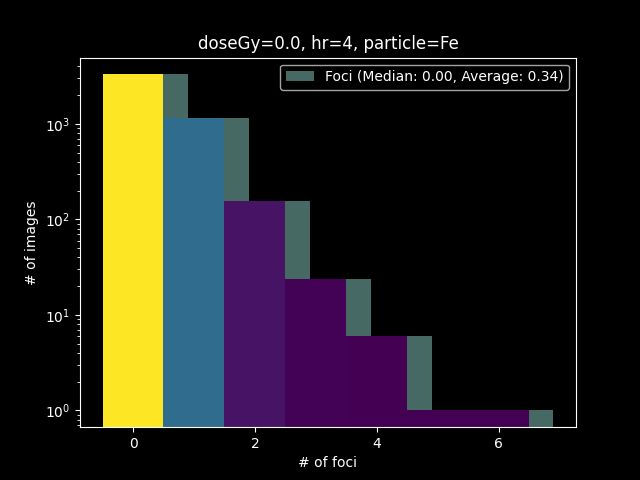 doseGy=0.0, hr=4, particle=Fe
Foci (Median: 0.00, Average: 0.34)
# of images
10³
10²
10¹
10⁰
0 2 4 6
# of foci